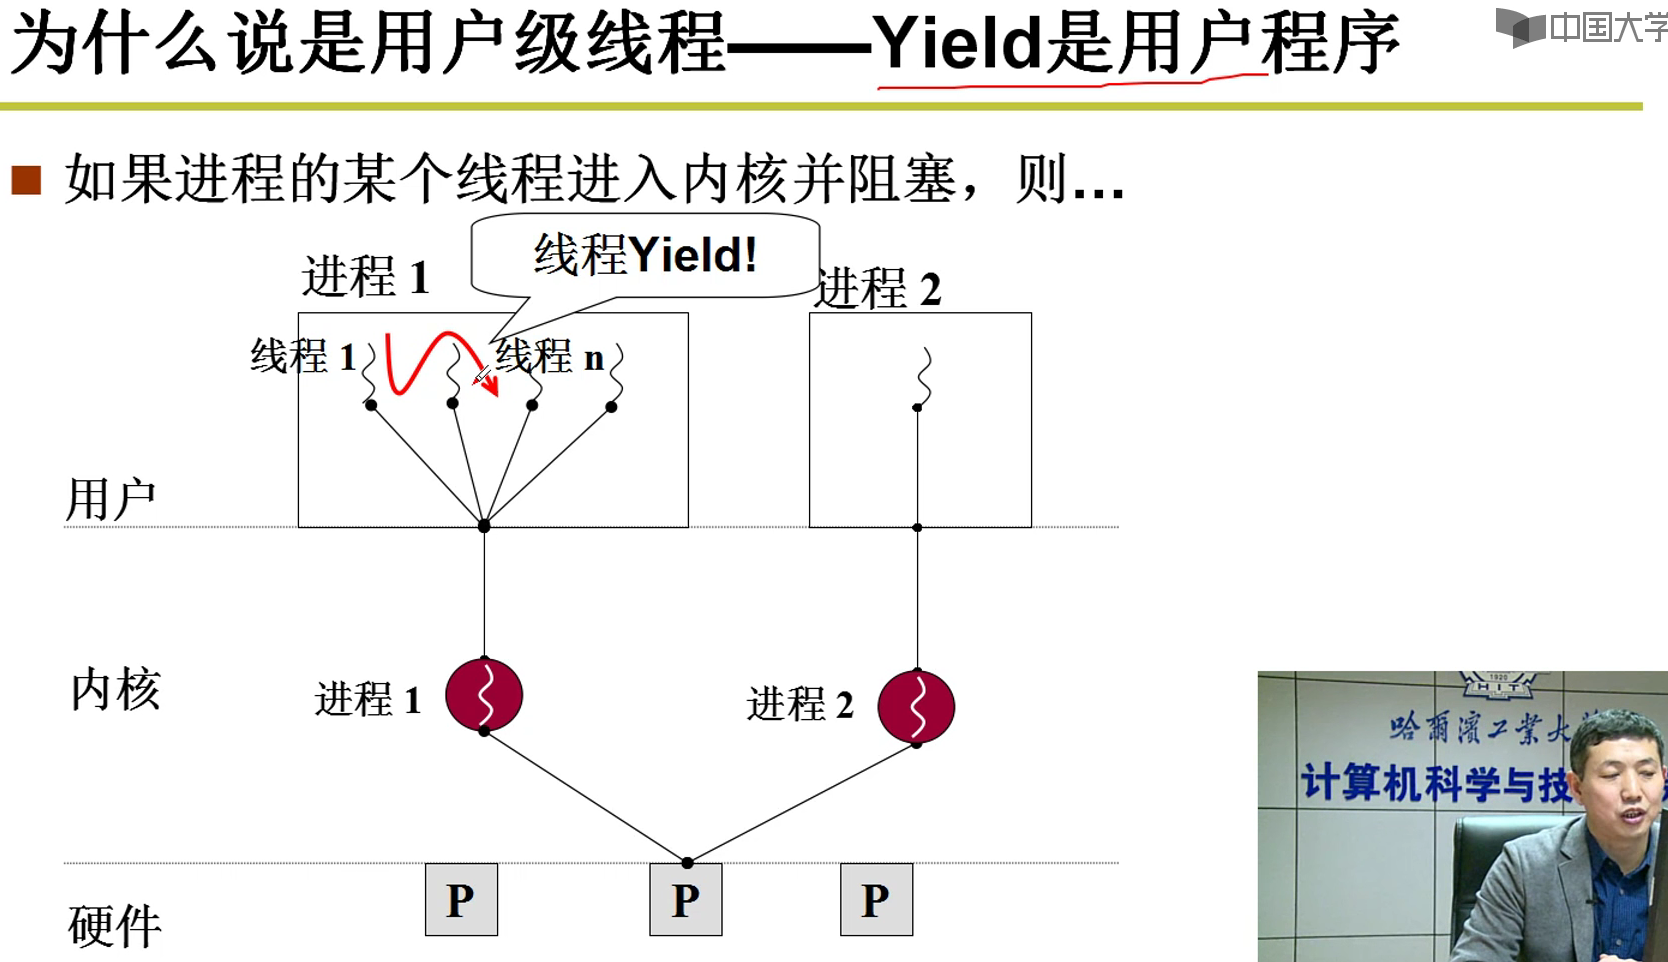 为什么说是用户级线程——Yield是用户程序
中国大学
如果进程的某个线程进入内核并阻塞，则...
线程Yield!
进程 1
进程 2
线程 1
线程 n
用户
内核
进程 1
进程 2
P
P
P
硬件
1920
HIT
哈爾濱工業大
计算机科学与技